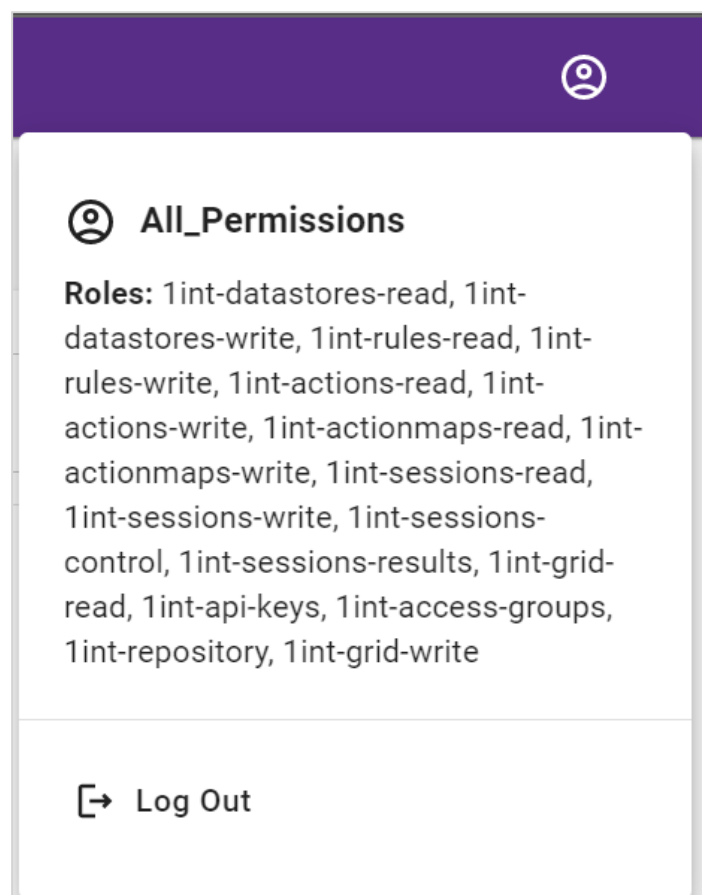 All_Permissions
Roles: 1int-datastores-read, 1int-
datastores-write, 1int-rules-read, 1int-
rules-write, 1int-actions-read, 1int-
actions-write, 1int-actionmaps-read, 1int-
actionmaps-write, 1int-sessions-read,
1int-sessions-write, 1int-sessions-
control, 1int-sessions-results, 1int-grid-
read, 1int-api-keys, 1int-access-groups,
1int-repository, 1int-grid-write
Log Out